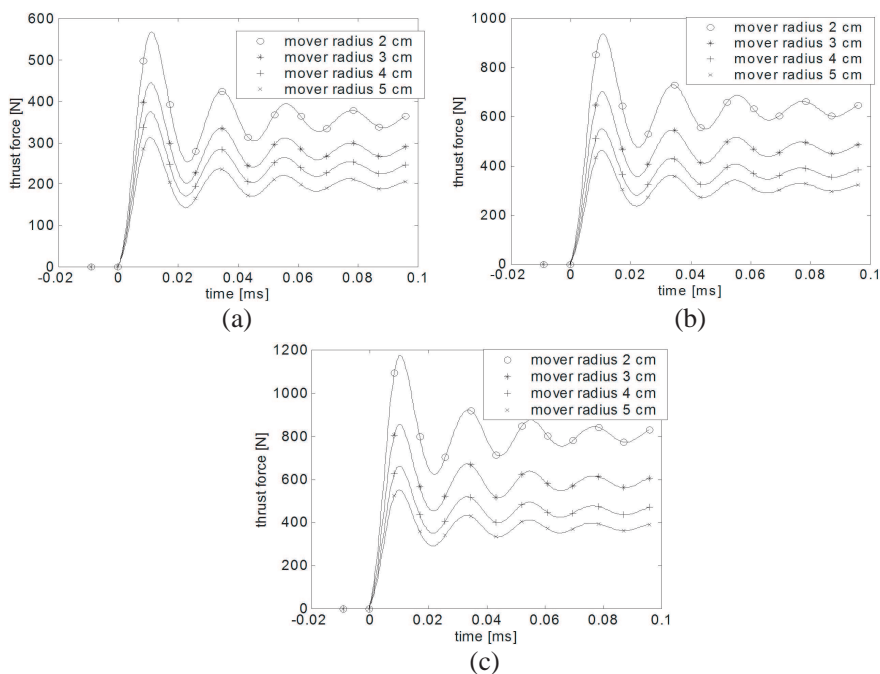 600
500
400
300
200
100
0
thrust force [N]
mover radius 2 cm
mover radius 3 cm
mover radius 4 cm
mover radius 5 cm
-0.02 0 0.02 0.04 0.06 0.08 0.1
time [ms]
(a)
1000
800
600
400
200
0
thrust force [N]
mover radius 2 cm
mover radius 3 cm
mover radius 4 cm
mover radius 5 cm
-0.02 0 0.02 0.04 0.06 0.08 0.1
time [ms]
(b)
1200
1000
800
600
400
200
0
thrust force [N]
mover radius 2 cm
mover radius 3 cm
mover radius 4 cm
mover radius 5 cm
-0.02 0 0.02 0.04 0.06 0.08 0.1
time [ms]
(c)